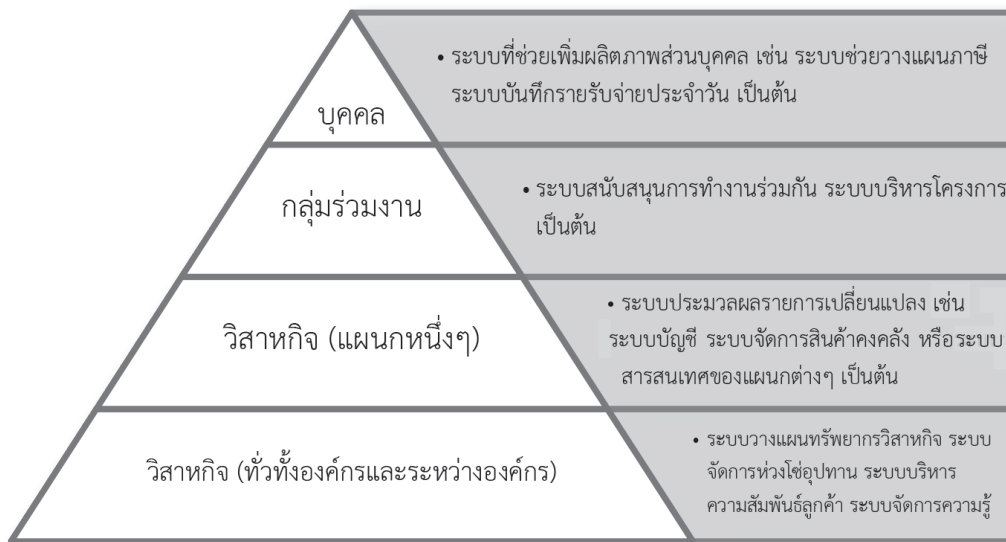 บุคคล
• ระบบที่ช่วยเพิ่มผลิตภาพส่วนบุคคล เช่น ระบบช่วยวางแผนภาษี
ระบบบันทึกรายรับจ่ายประจำวัน เป็นต้น
กลุ่มร่วมงาน
• ระบบสนับสนุนการทำงานร่วมกัน ระบบบริหารโครงการ
เป็นต้น
วิสาหกิจ (แผนกหนึ่งๆ)
• ระบบประมวลผลรายการเปลี่ยนแปลง เช่น
ระบบบัญชี ระบบจัดการสินค้าคงคลัง หรือระบบ
สารสนเทศของแผนกต่างๆ เป็นต้น
วิสาหกิจ (ทั่วทั้งองค์กรและระหว่างองค์กร)
• ระบบวางแผนทรัพยากรวิสาหกิจ ระบบ
จัดการห่วงโซ่อุปทาน ระบบบริหาร
ความสัมพันธ์ลูกค้า ระบบจัดการความรู้